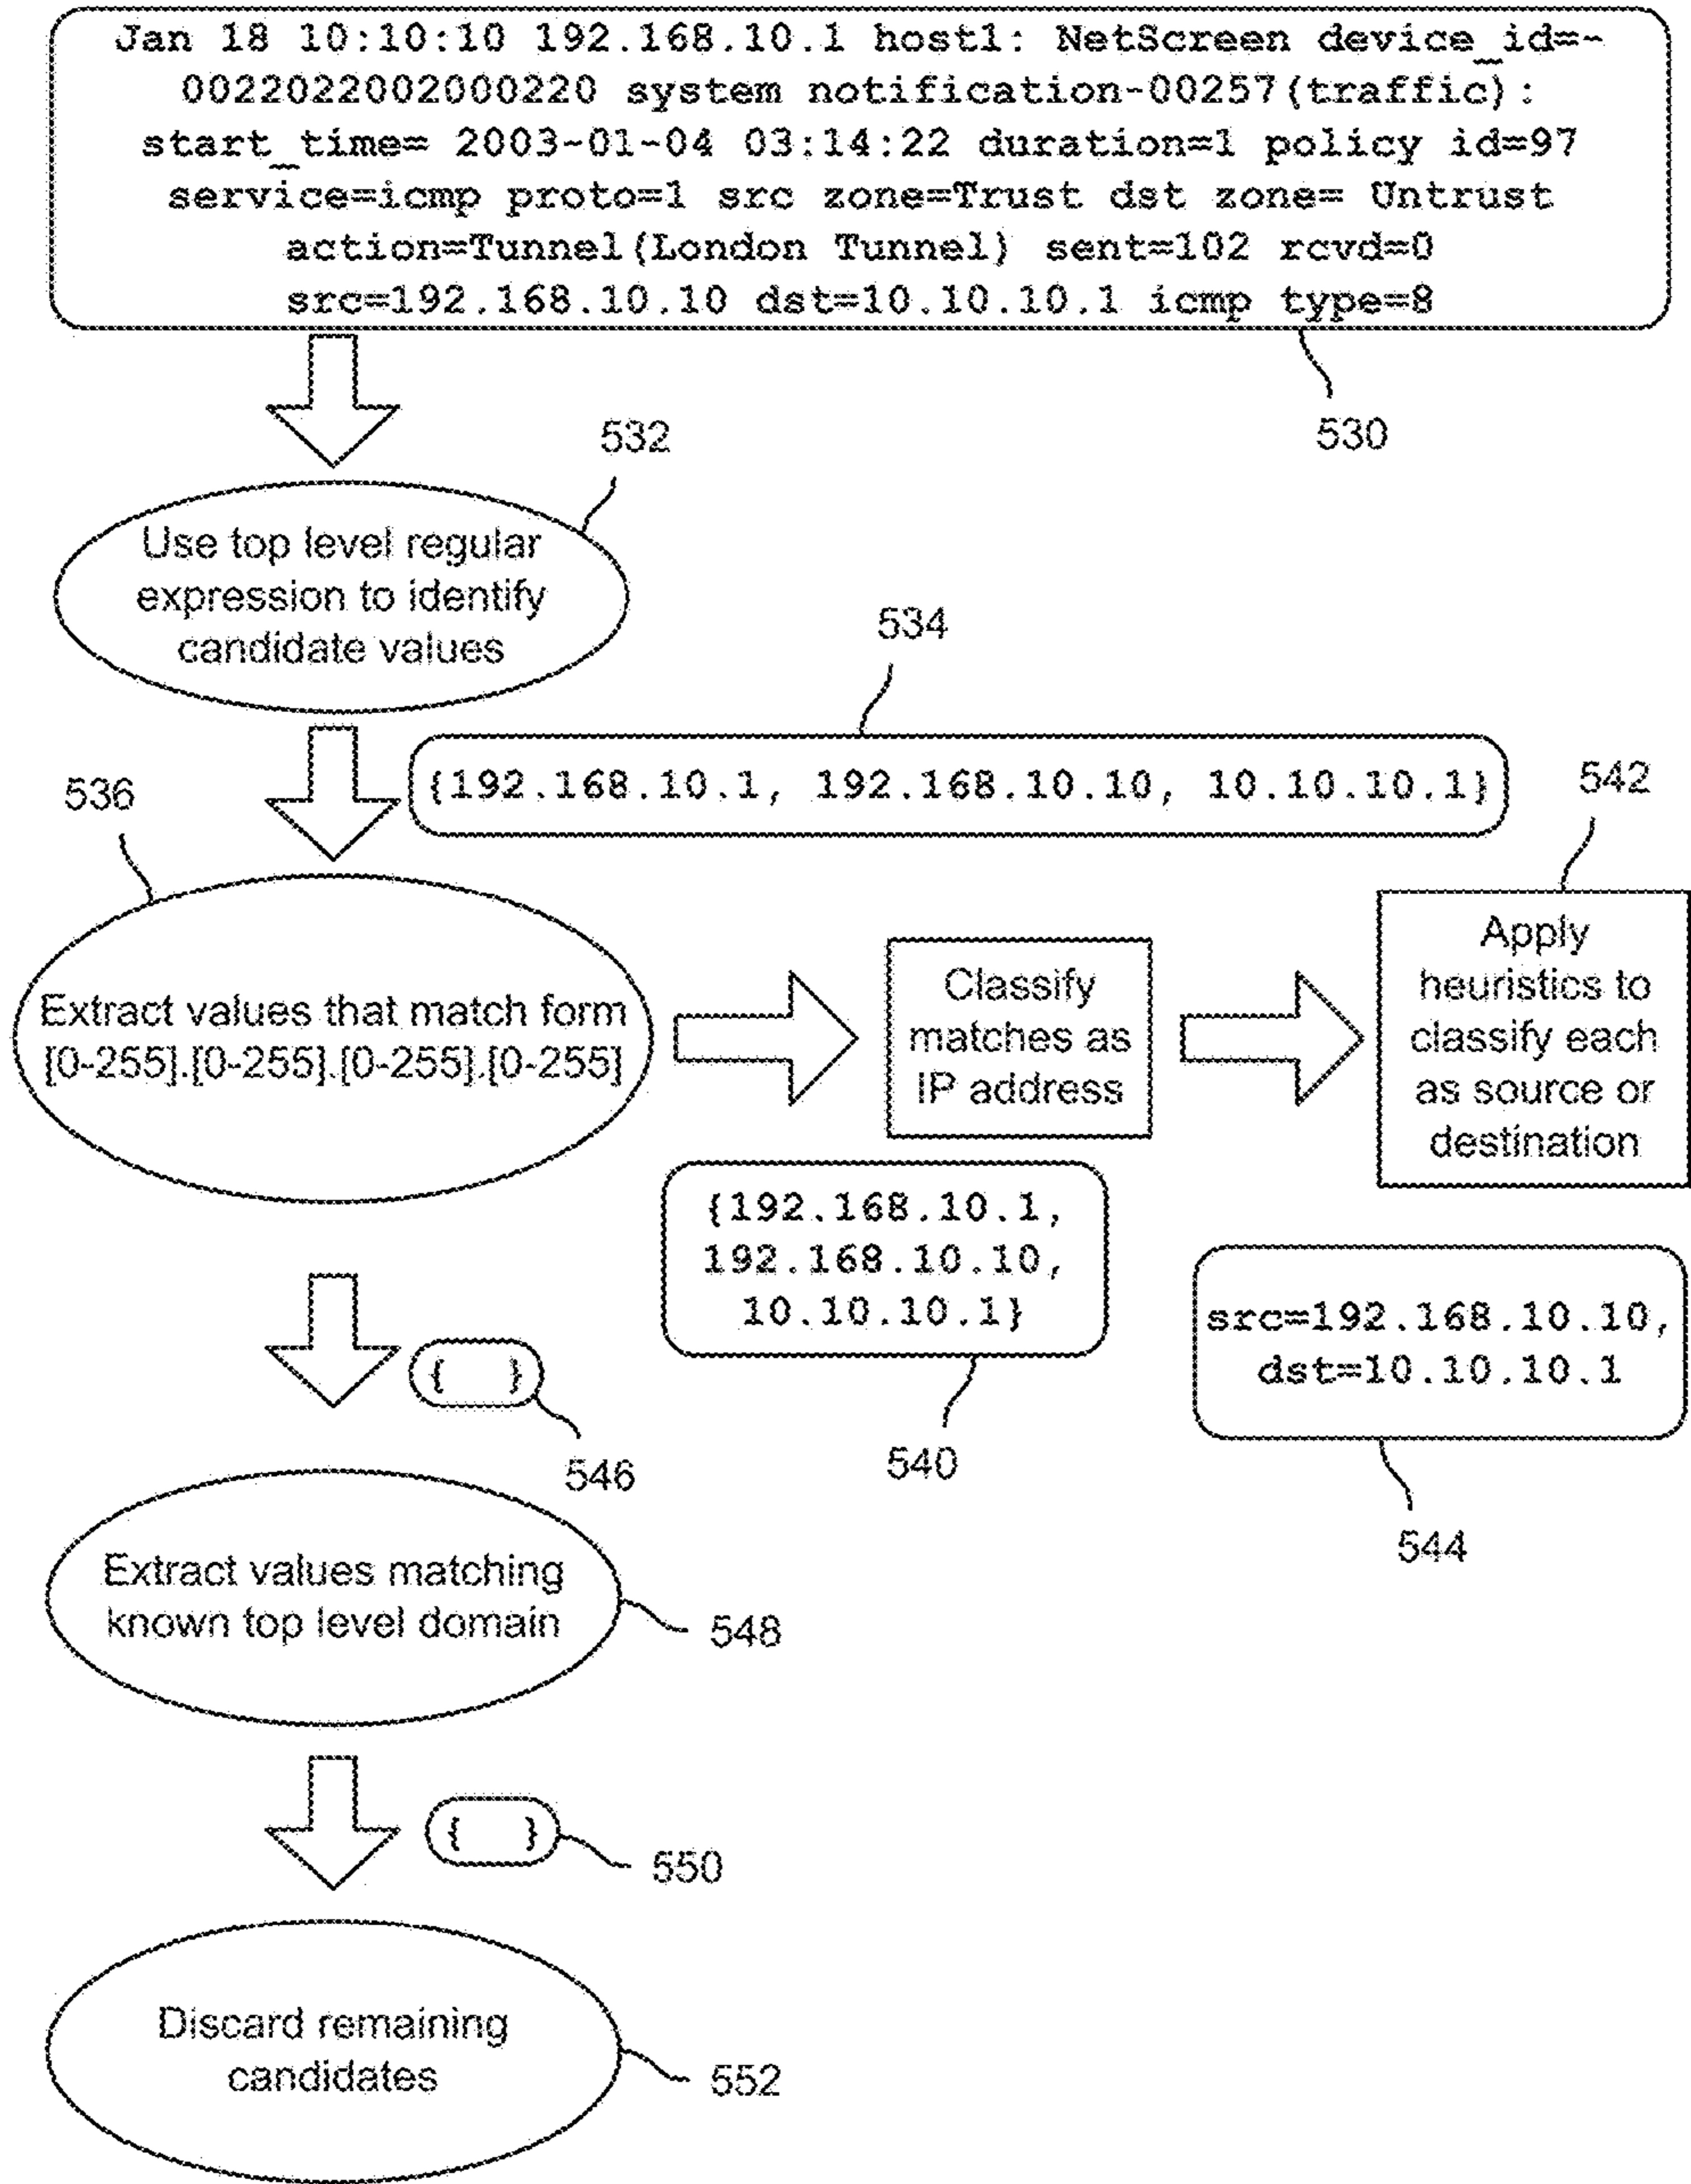 Jan 18 10:10:10 192.168.10.1 host1: NetScreen device_id=-
0022022002000220 system notification-00257(traffic):
start_time= 2003-01-04 03:14:22 duration=1 policy id=97
service=icmp proto=1 src zone=Trust dst zone= Untrust
action=Tunnel(London Tunnel) sent=102 rcvd=0
src=192.168.10.10 dst=10.10.10.1 icmp type=8
530
532
Use top level regular
expression to identify
candidate values
534
{192.168.10.1, 192.168.10.10, 10.10.10.1}
536
542
Extract values that match form
[0-255].[0-255].[0-255].[0-255]
Classify
matches as
IP address
Apply
heuristics to
classify each
as source or
destination
{192.168.10.1,
192.168.10.10,
10.10.10.1}
540
src=192.168.10.10,
dst=10.10.10.1
544
{ }
546
Extract values matching
known top level domain
548
{ }
550
Discard remaining
candidates
552